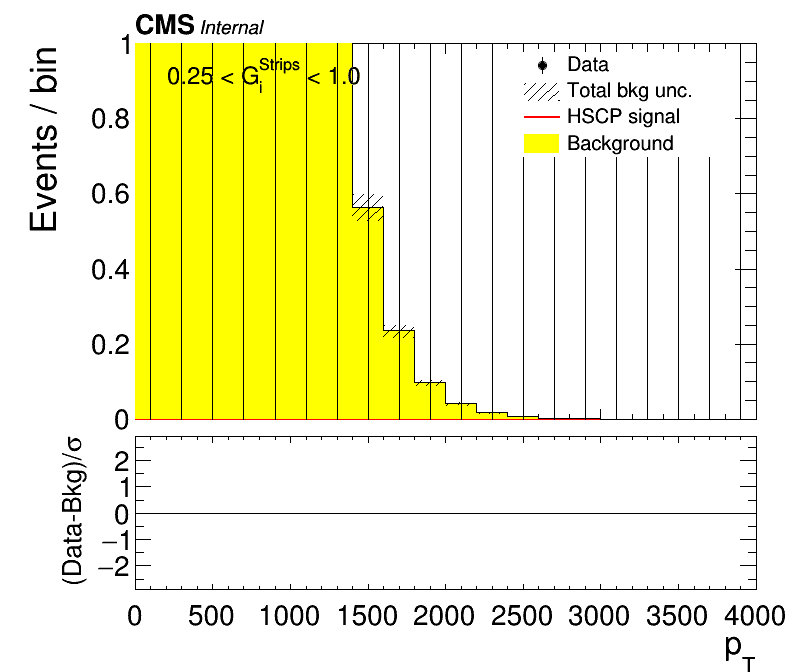 CMS Internal
1
0.25 < G_i^Strips < 1.0
Data
Total bkg unc.
HSCP signal
Background
0.8
0.6
0.4
0.2
0
Events / bin
2
1
0
−1
−2
(Data-Bkg)/σ
0 500 1000 1500 2000 2500 3000 3500 4000
p_T